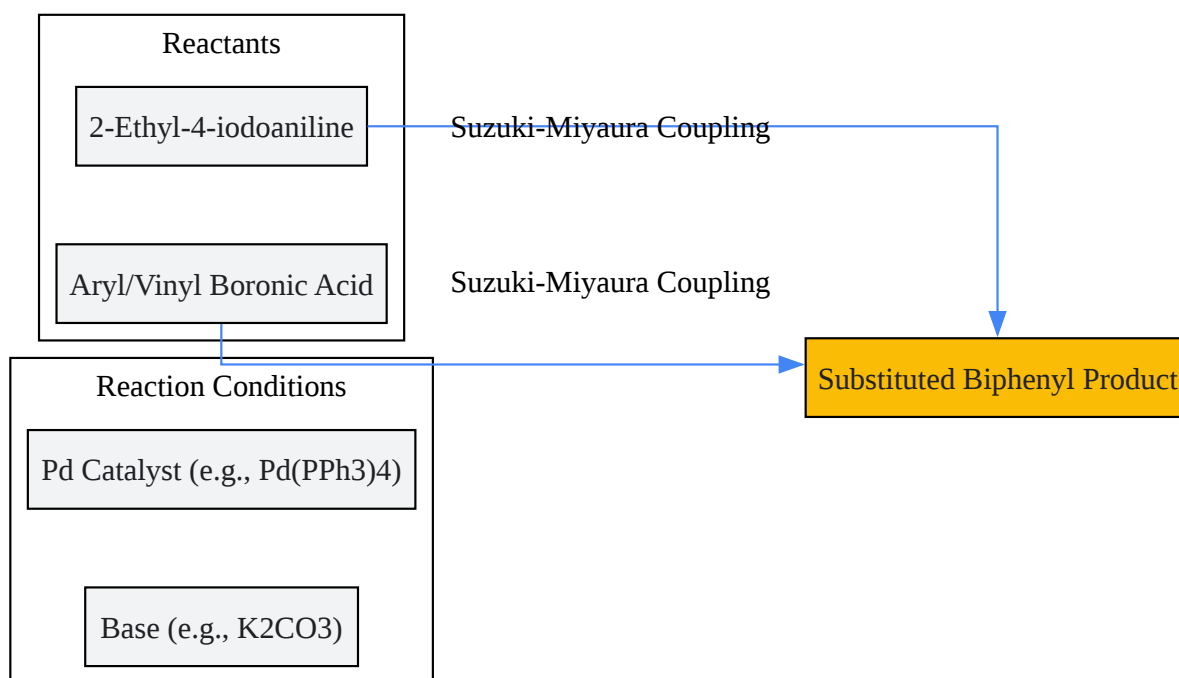 Reactants
2-Ethyl-4-iodoaniline
Suzuki-Miyaura Coupling
Aryl/Vinyl Boronic Acid
Suzuki-Miyaura Coupling
Substituted Biphenyl Product
Reaction Conditions
Pd Catalyst (e.g., Pd(PPh3)4)
Base (e.g., K2CO3)